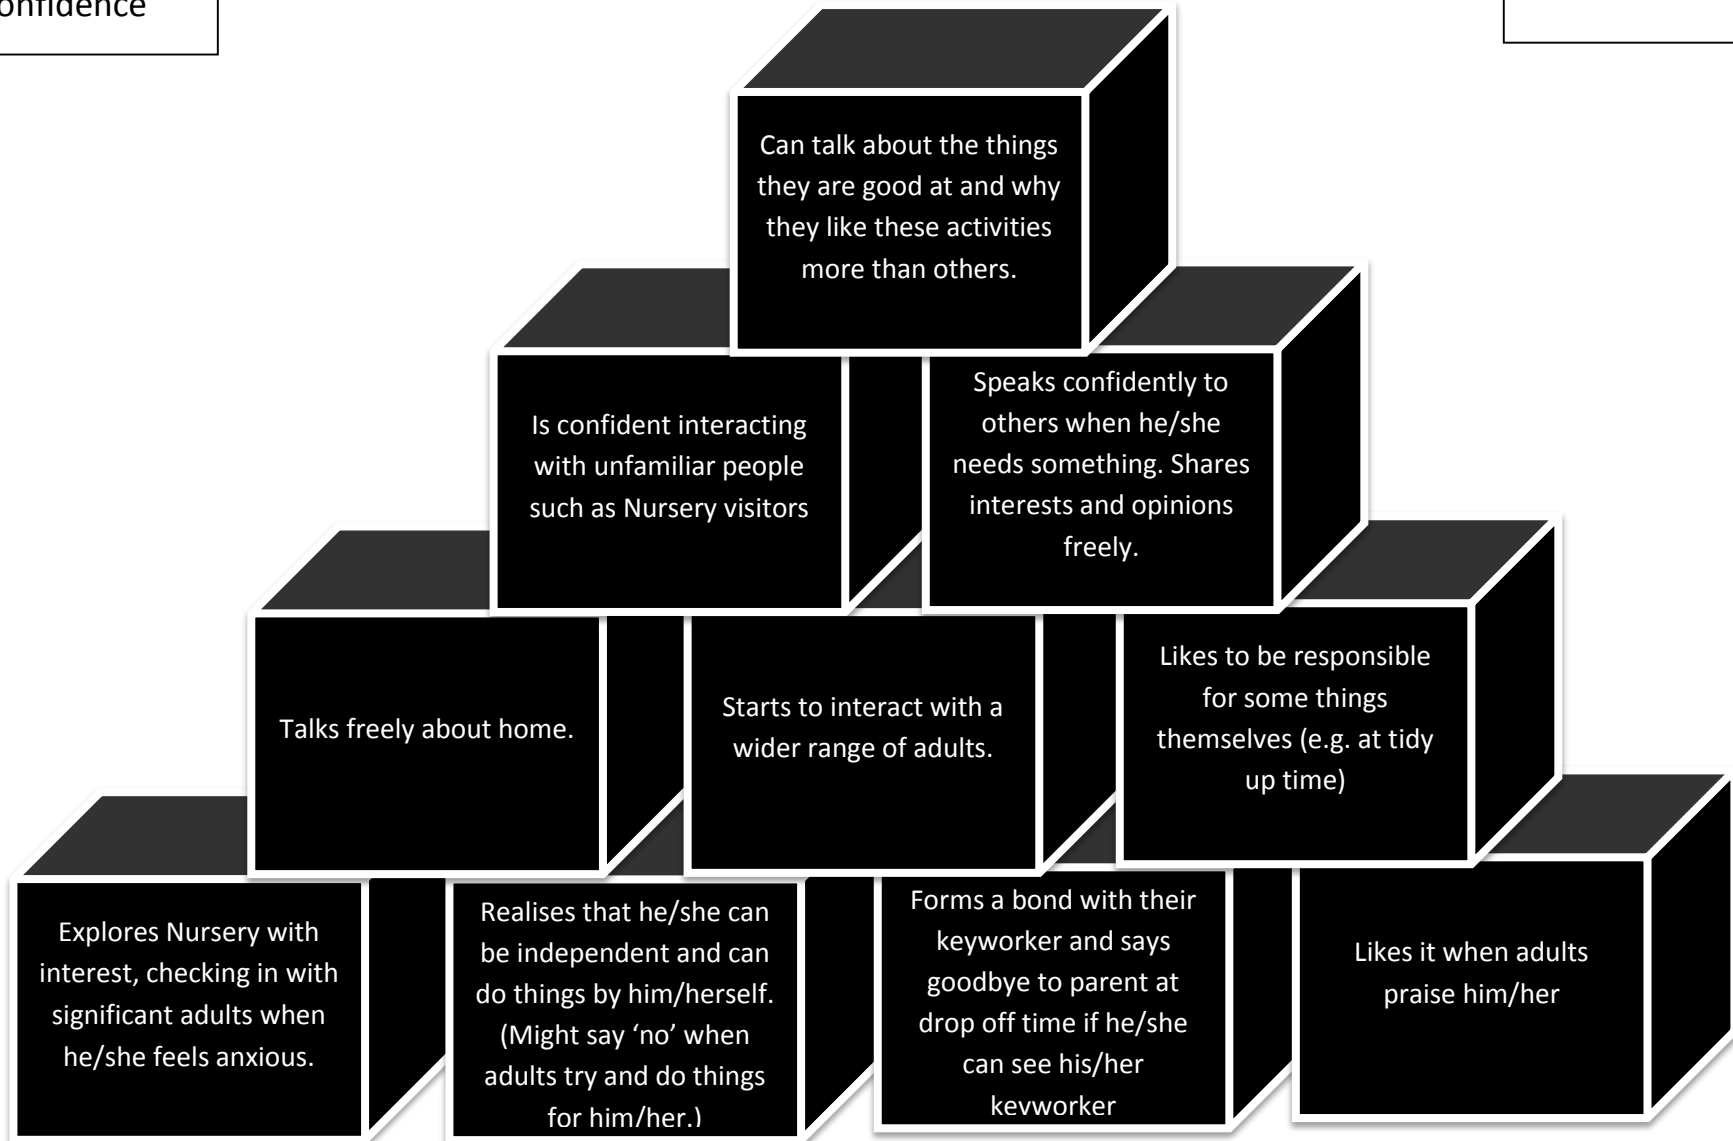 onfidence
Can talk about the things
they are good at and why
they like these activities
more than others.
Is confident interacting
with unfamiliar people
such as Nursery visitors
Speaks confidently to
others when he/she
needs something. Shares
interests and opinions
freely.
Talks freely about home.
Starts to interact with a
wider range of adults.
Likes to be responsible
for some things
themselves (e.g. at tidy
up time)
Explores Nursery with
interest, checking in with
significant adults when
he/she feels anxious.
Realises that he/she can
be independent and can
do things by him/herself.
(Might say ‘no’ when
adults try and do things
for him/her.)
Forms a bond with their
keyworker and says
goodbye to parent at
drop off time if he/she
can see his/her
keyworker
Likes it when adults
praise him/her